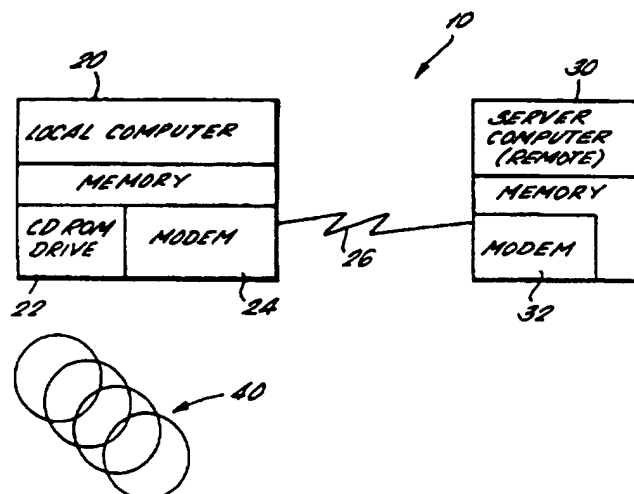 10
20
30
LOCAL COMPUTER
SERVER
COMPUTER
(REMOTE)
MEMORY
MEMORY
CD ROM
DRIVE
MODEM
26
MODEM
22
24
32
40